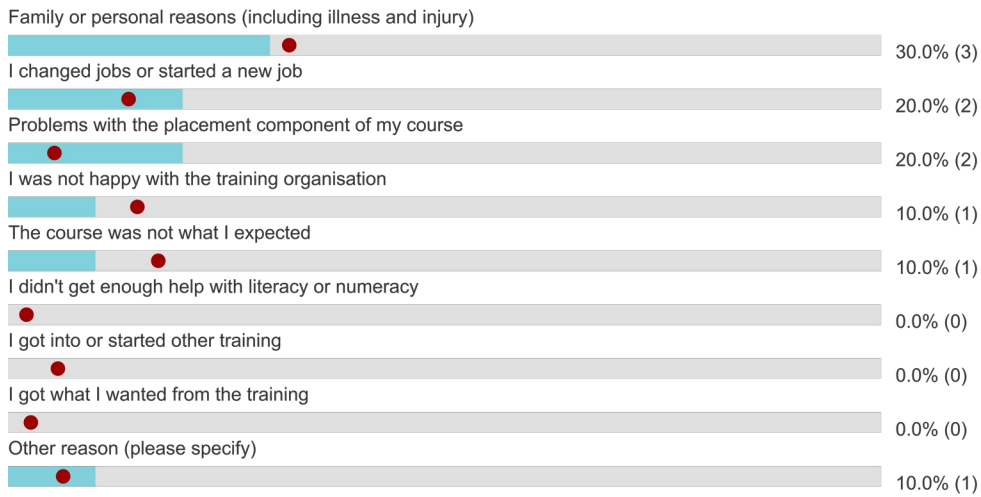 Family or personal reasons (including illness and injury)
30.0% (3)
I changed jobs or started a new job
20.0% (2)
Problems with the placement component of my course
20.0% (2)
I was not happy with the training organisation
10.0% (1)
The course was not what I expected
10.0% (1)
I didn't get enough help with literacy or numeracy
0.0% (0)
I got into or started other training
0.0% (0)
I got what I wanted from the training
0.0% (0)
Other reason (please specify)
10.0% (1)